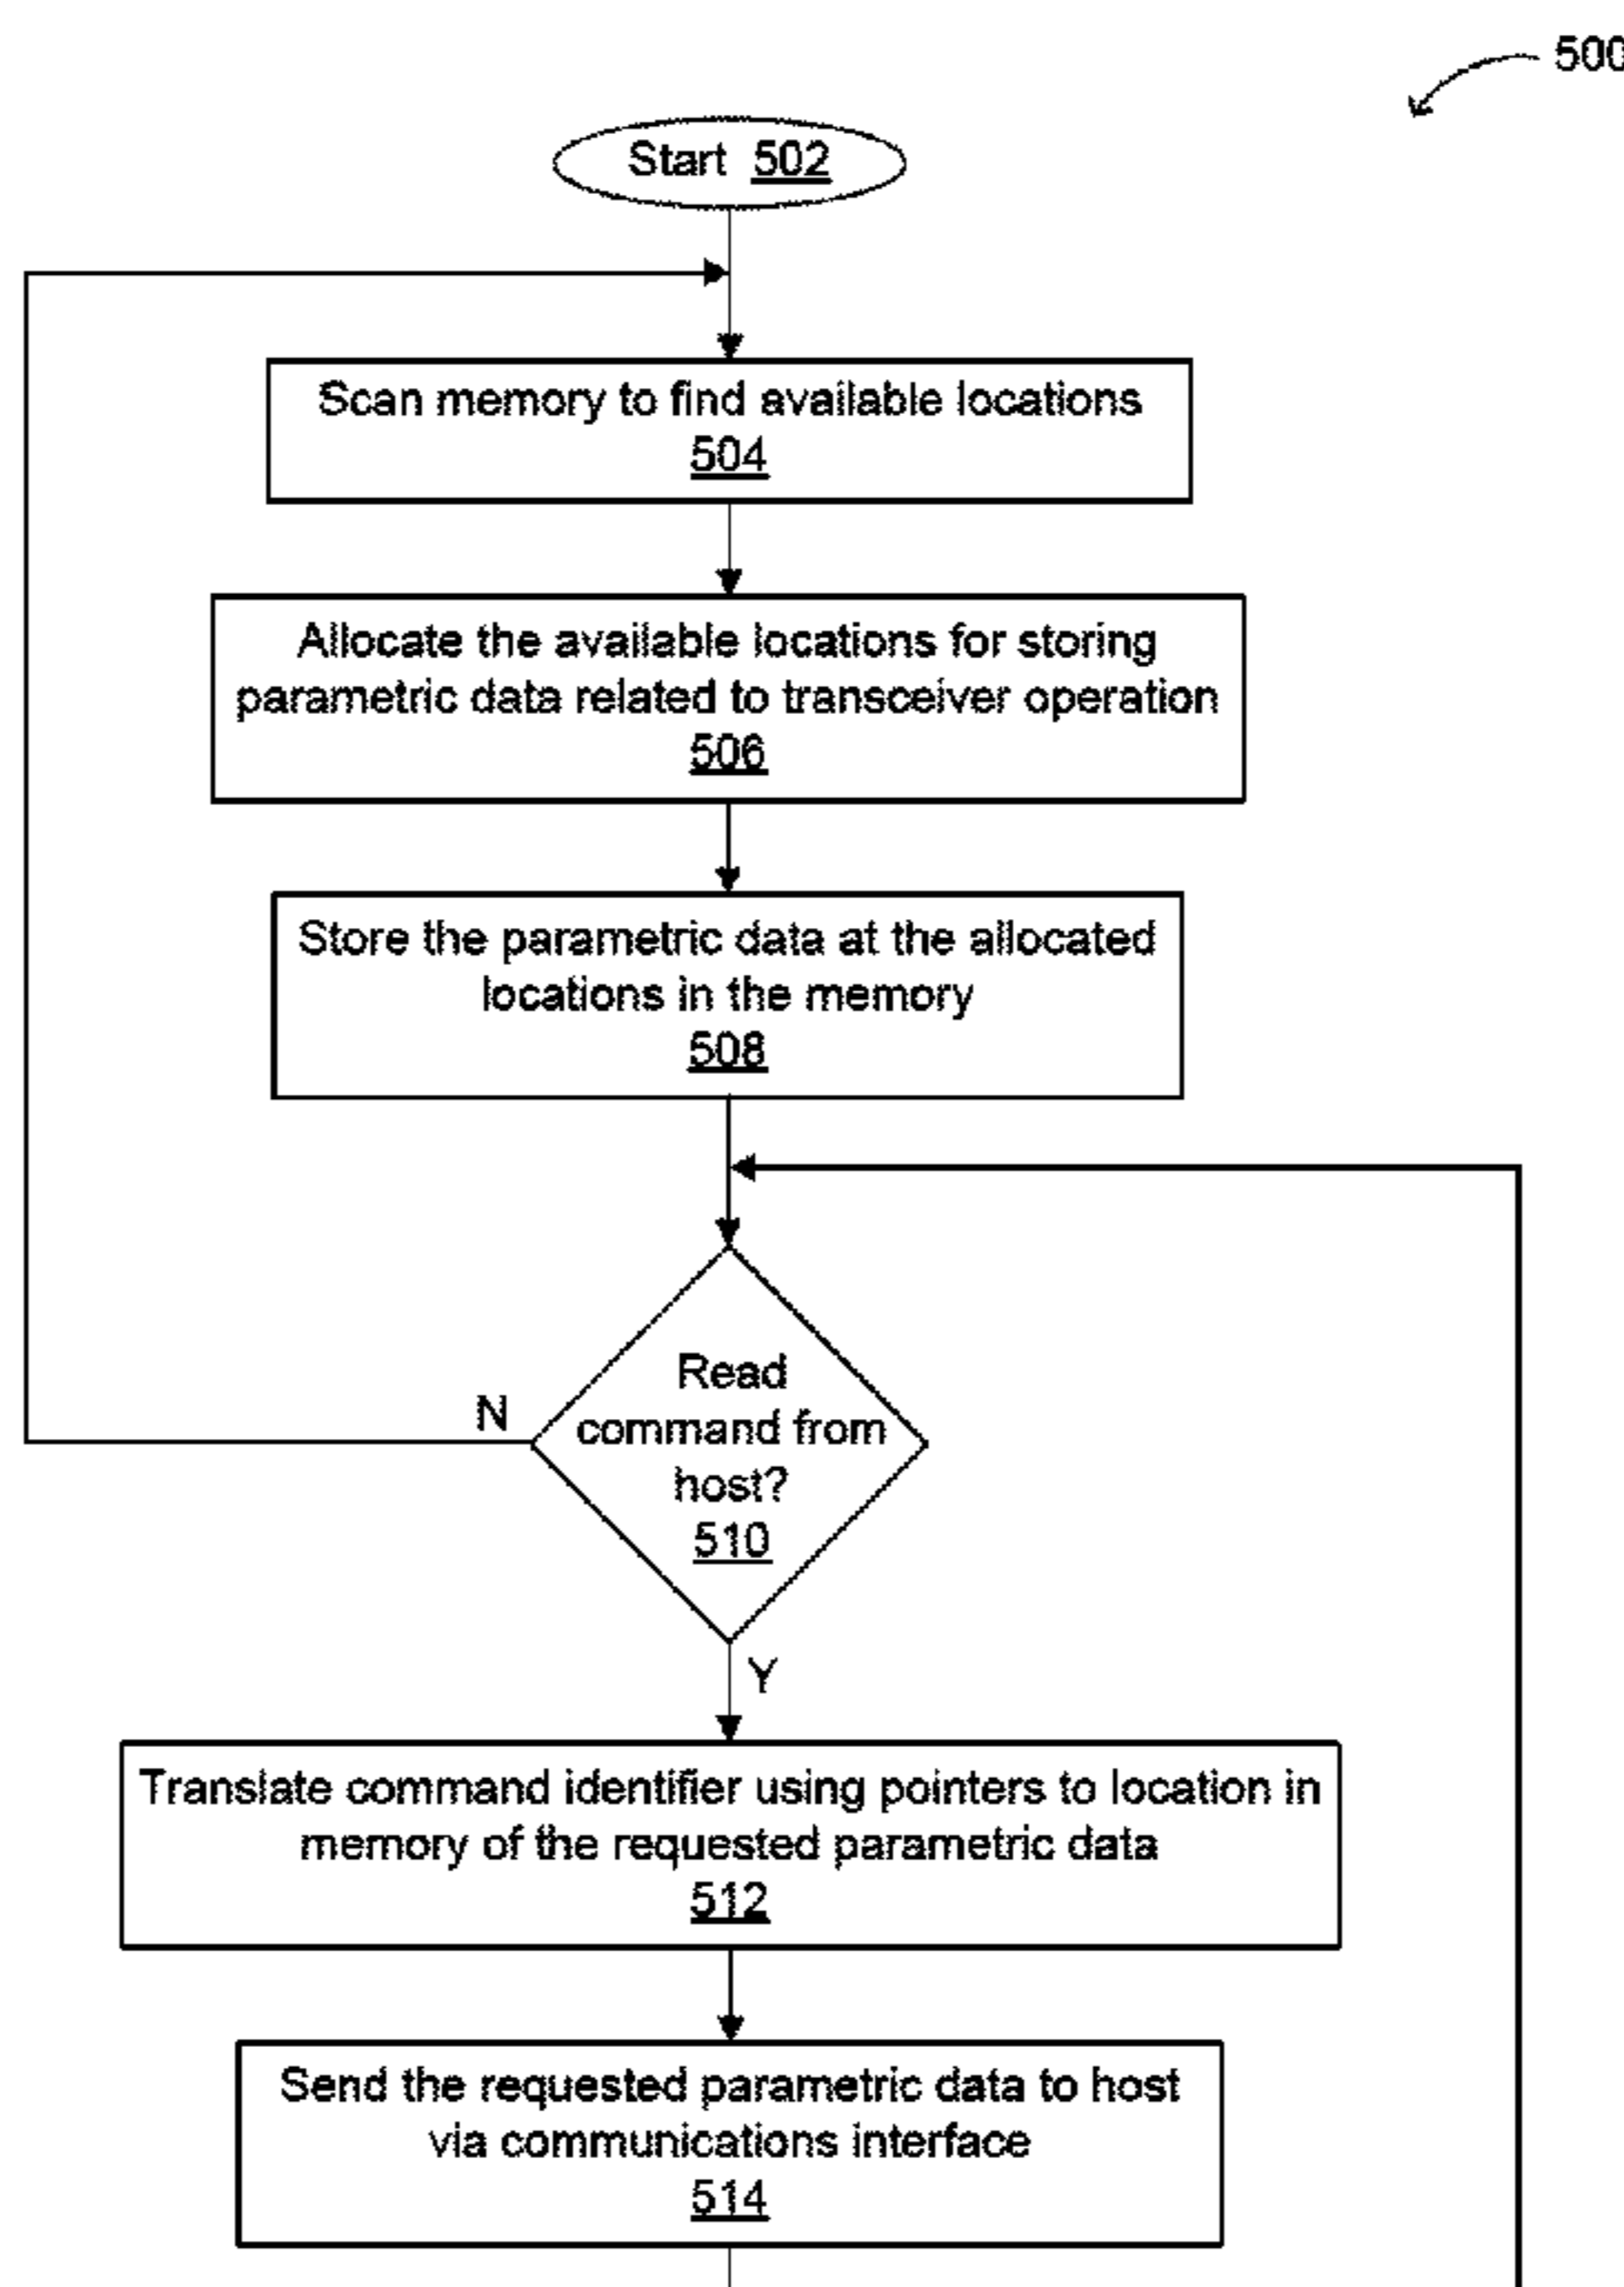 500
Start 502
Scan memory to find available locations
504
Allocate the available locations for storing
parametric data related to transceiver operation
506
Store the parametric data at the allocated
locations in the memory
508
Read
command from
host?
510
N
Y
Translate command identifier using pointers to location in
memory of the requested parametric data
512
Send the requested parametric data to host
via communications interface
514